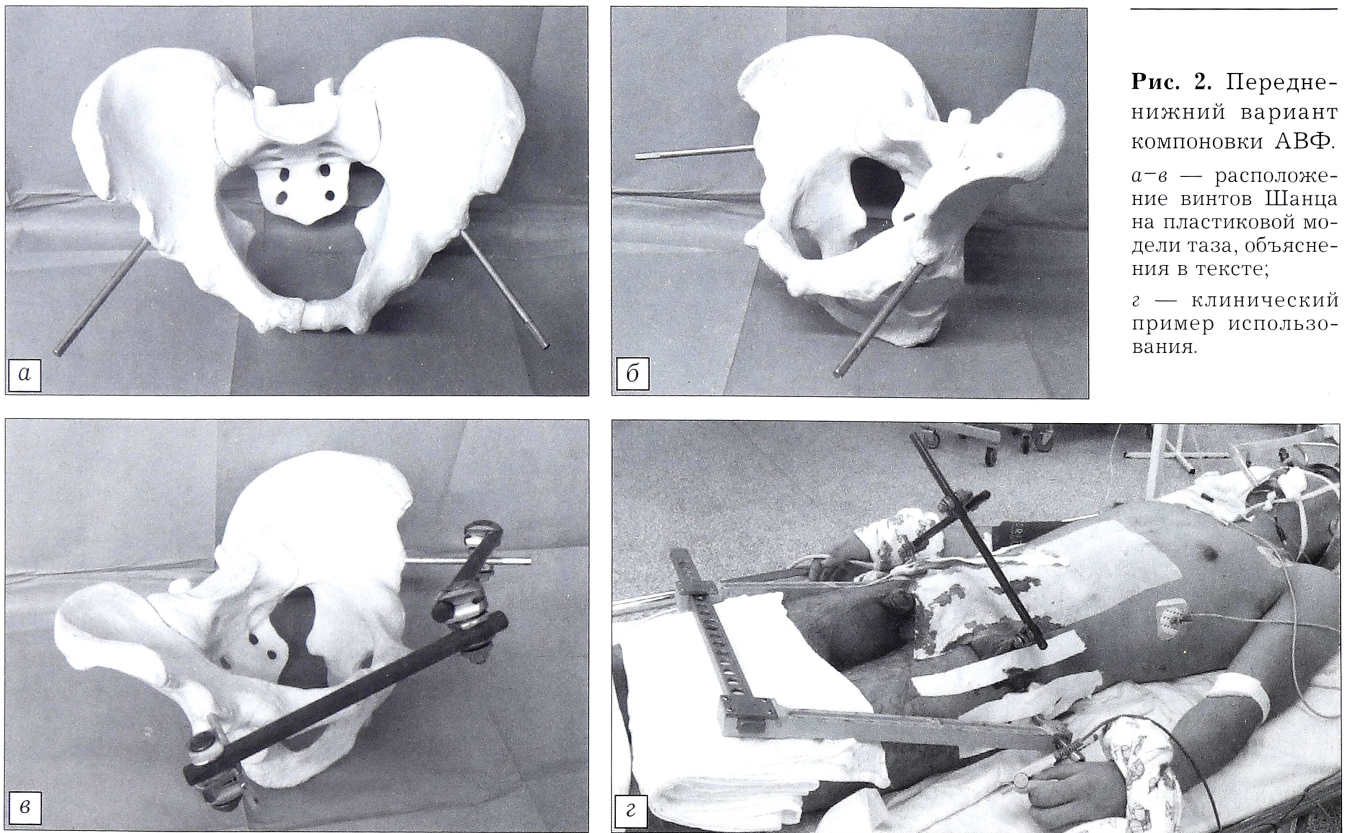 Рис. 2. Передне-
нижний вариант
компоновки АВФ.
а−в — расположе-
ние винтов Шанца
на пластиковой мо-
дели таза, объясне-
ния в тексте;
г — клинический
пример использо-
вания.
а
б
в
г